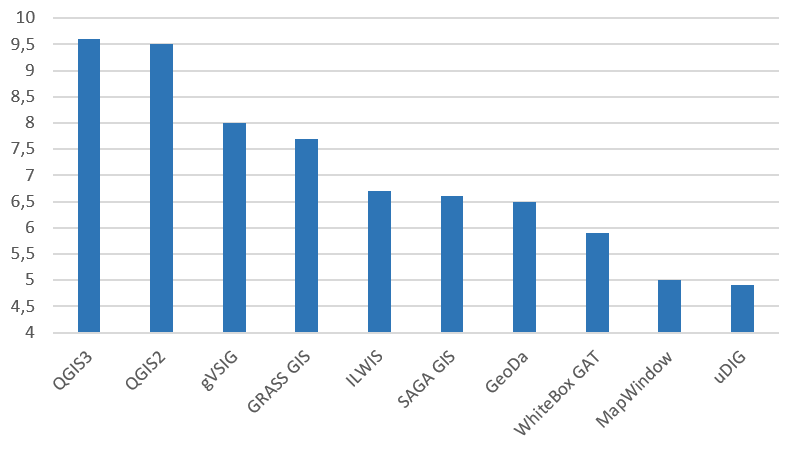 10
9,5
9
8,5
8
7,5
7
6,5
6
5,5
5
4,5
4
QGIS3
QGIS2
gVSIG
GRASS GIS
ILWIS
SAGA GIS
GeoDa
WhiteBox GAT
MapWindow
uDIG